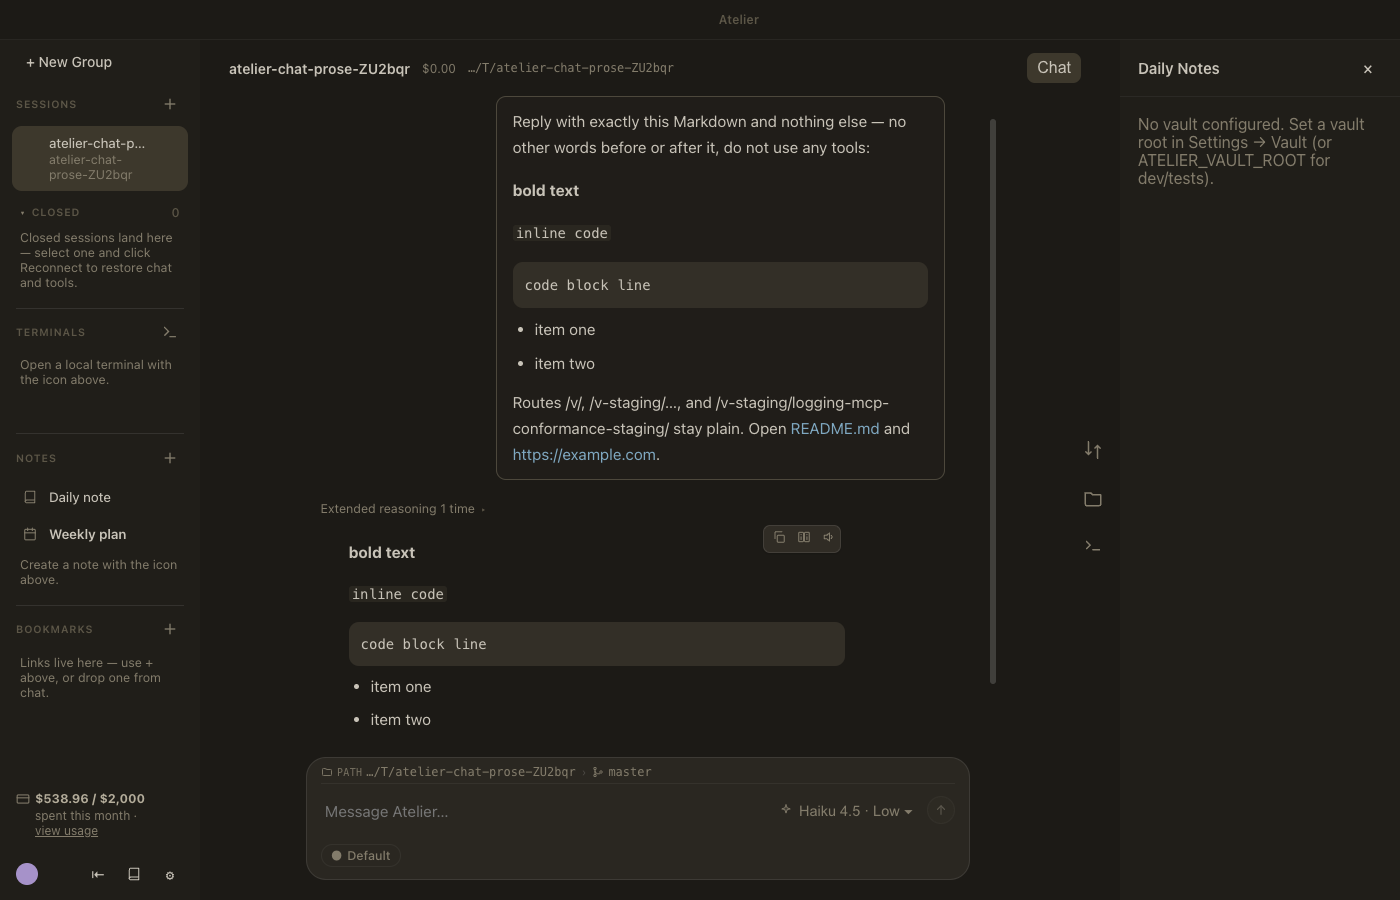 Atelier
+ New Group
SESSIONS
atelier-chat-p...
atelier-chat-
prose-ZU2bqr
CLOSED 0
Closed sessions land here
— select one and click
Reconnect to restore chat
and tools.
TERMINALS
Open a local terminal with
the icon above.
NOTES
Daily note
Weekly plan
Create a note with the icon
above.
BOOKMARKS
Links live here — use +
above, or drop one from
chat.
$538.96 / $2,000
spent this month ·
view usage
atelier-chat-prose-ZU2bqr $0.00 …/T/atelier-chat-prose-ZU2bqr
Chat
Reply with exactly this Markdown and nothing else — no
other words before or after it, do not use any tools:
bold text
inline code
code block line
• item one
• item two
Routes /v/, /v-staging/..., and /v-staging/logging-mcp-
conformance-staging/ stay plain. Open README.md and
https://example.com.
Extended reasoning 1 time
bold text
inline code
code block line
• item one
• item two
PATH …/T/atelier-chat-prose-ZU2bqr › master
Message Atelier...
Haiku 4.5 · Low
Default
Daily Notes ×
No vault configured. Set a vault
root in Settings → Vault (or
ATELIER_VAULT_ROOT for
dev/tests).